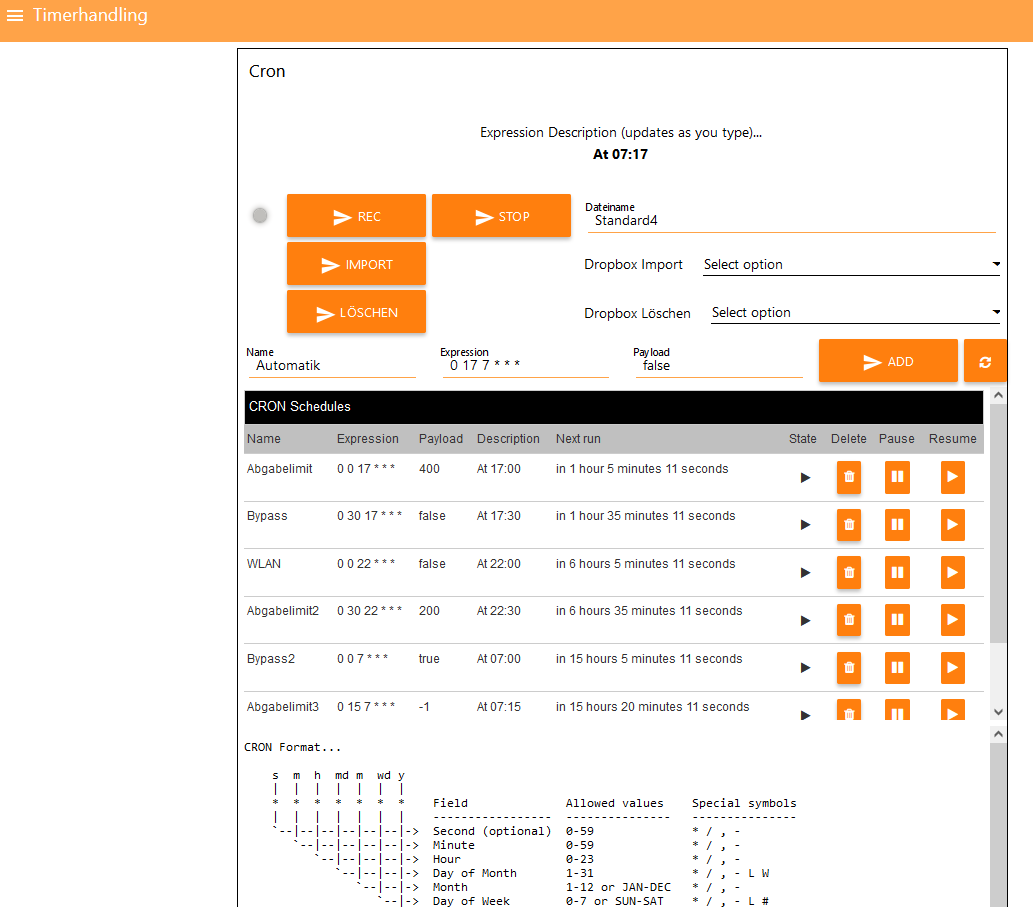 Timerhandling
Cron
Expression Description (updates as you type)...
At 07:17
REC STOP Dateiname
Standard4
IMPORT Dropbox Import Select option
LÖSCHEN Dropbox Löschen Select option
Name Expression Payload
Automatik 0 17 7 * * * false ADD
CRON Schedules
Name Expression Payload Description Next run State Delete Pause Resume
Abgabelimit 0 0 17 * * * 400 At 17:00 in 1 hour 5 minutes 11 seconds
Bypass 0 30 17 * * * false At 17:30 in 1 hour 35 minutes 11 seconds
WLAN 0 0 22 * * * false At 22:00 in 6 hours 5 minutes 11 seconds
Abgabelimit2 0 30 22 * * * 200 At 22:30 in 6 hours 35 minutes 11 seconds
Bypass2 0 0 7 * * * true At 07:00 in 15 hours 5 minutes 11 seconds
Abgabelimit3 0 15 7 * * * -1 At 07:15 in 15 hours 20 minutes 11 seconds
CRON Format...
s m h md m wd y
| | | | | | |
* * * * * * * Field Allowed values Special symbols
| | | | | | | ----------------- -------------- ---------------
`--|--|--|--|--|--|-> Second (optional) 0-59 * / , -
`--|--|--|--|--|-> Minute 0-59 * / , -
`--|--|--|--|-> Hour 0-23 * / , -
`--|--|--|-> Day of Month 1-31 * / , - L W
`--|--|-> Month 1-12 or JAN-DEC * / , -
`--|-> Day of Week 0-7 or SUN-SAT * / , - L #